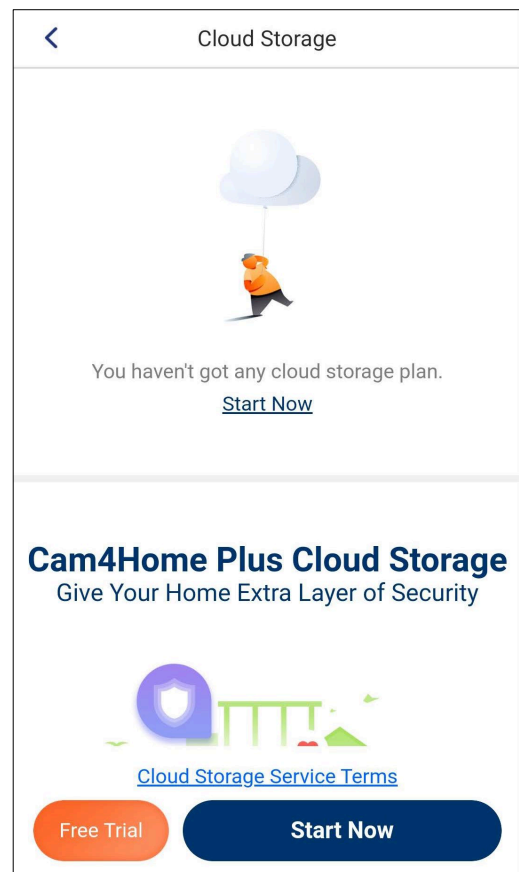 Cloud Storage
You haven't got any cloud storage plan.
Start Now
Cam4Home Plus Cloud Storage
Give Your Home Extra Layer of Security
Cloud Storage Service Terms
Free Trial
Start Now